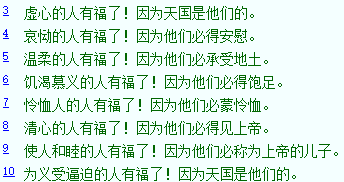 3 虚心的人有福了！因为天国是他们的。
4 哀恸的人有福了！因为他们必得安慰。
5 温柔的人有福了！因为他们必承受地土。
6 饥渴慕义的人有福了！因为他们必得饱足。
7 怜恤人的人有福了！因为他们必蒙怜恤。
8 清心的人有福了！因为他们必得见上帝。
9 使人和睦的人有福了！因为他们必称为上帝的儿子。
10 为义受逼迫的人有福了！因为天国是他们的。